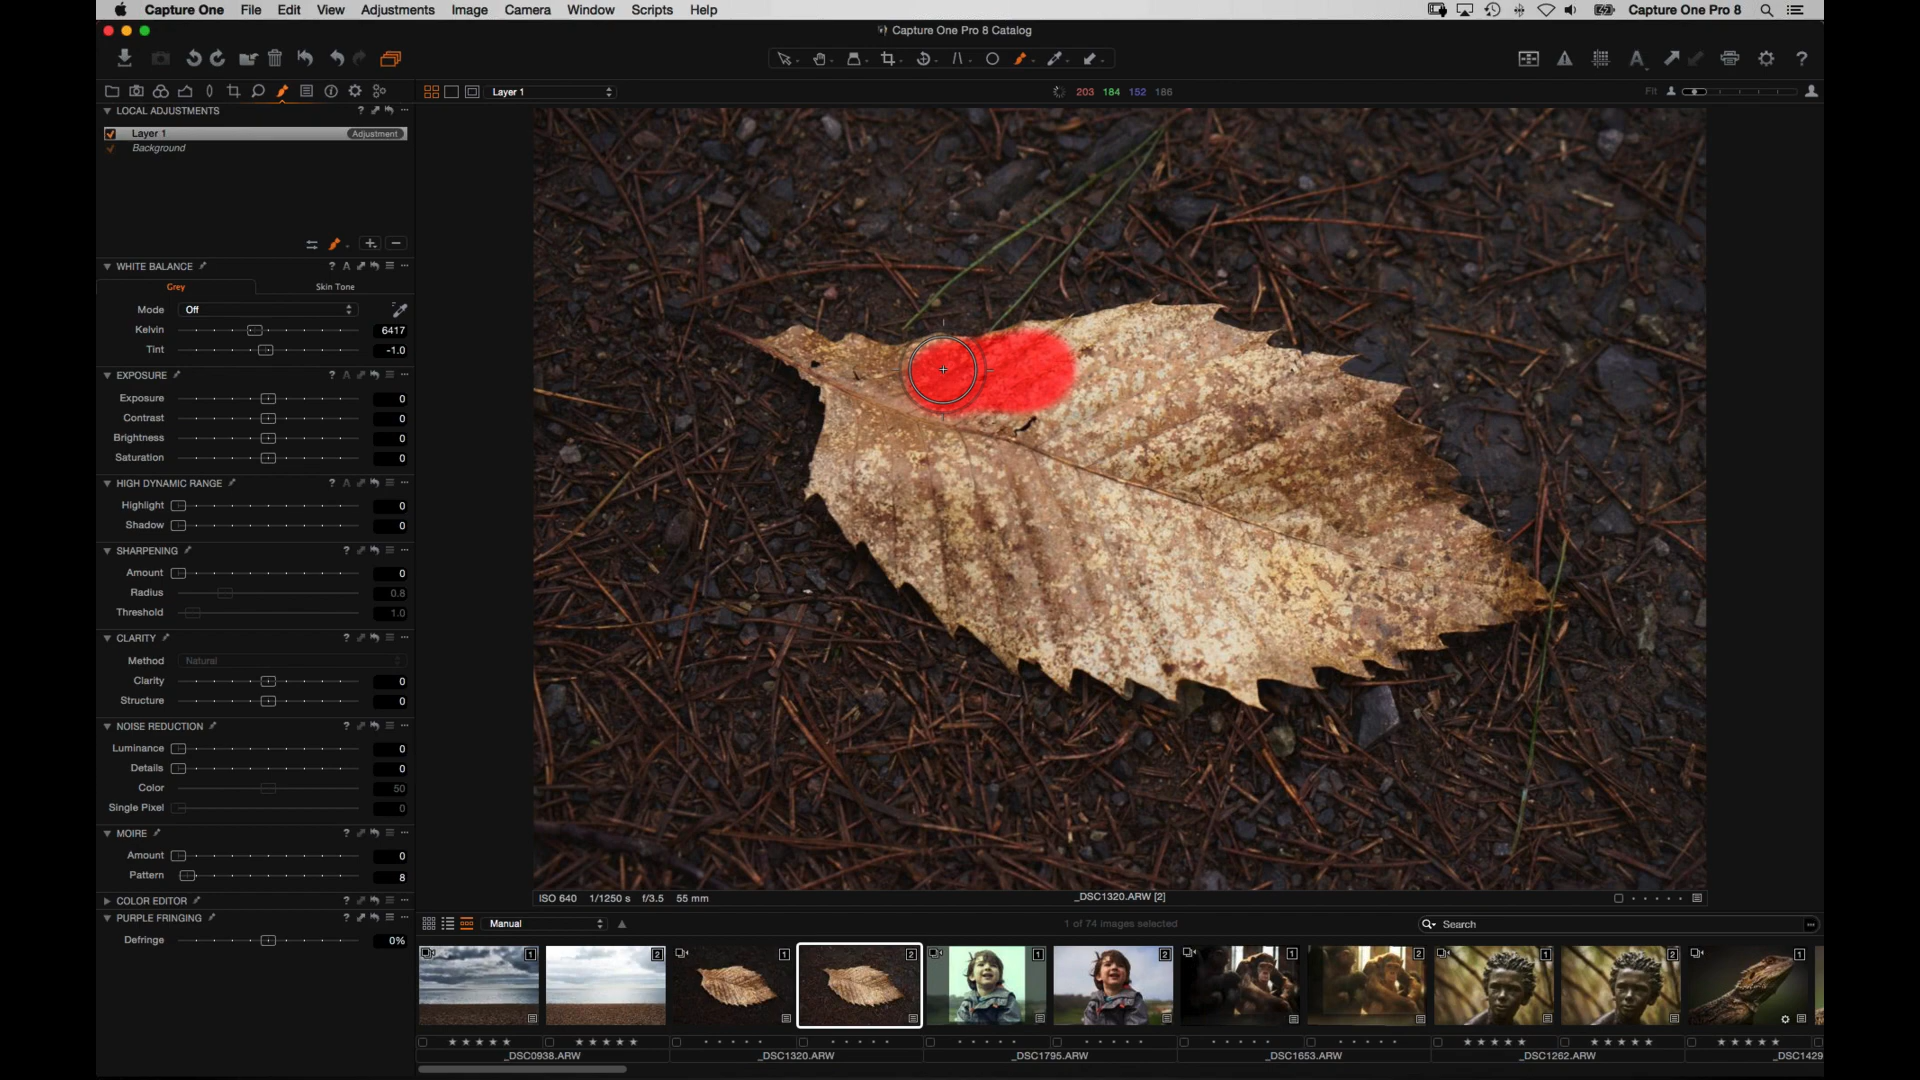 Capture One File Edit View Adjustments Image Camera Window Scripts Help Capture One Pro 8
Capture One Pro 8 Catalog
Layer 1 203 184 152 186 Fit
LOCAL ADJUSTMENTS ?
Layer 1 Adjustment
Background
WHITE BALANCE ? A
Grey Skin Tone
Mode Off
Kelvin 6417
Tint -1.0
EXPOSURE ? A
Exposure 0
Contrast 0
Brightness 0
Saturation 0
HIGH DYNAMIC RANGE ? A
Highlight 0
Shadow 0
SHARPENING ?
Amount 0
Radius 0.8
Threshold 1.0
CLARITY ?
Method Natural
Clarity 0
Structure 0
NOISE REDUCTION ?
Luminance 0
Details 0
Color 50
Single Pixel 0
MOIRE ?
Amount 0
Pattern 8
COLOR EDITOR ?
PURPLE FRINGING ?
Defringe 0%
ISO 640 1/1250 s f/3.5 55 mm _DSC1320.ARW [2]
Manual 1 of 74 images selected Search
1 2 1 2 1 2 1 2 1 2 1
_DSC0938.ARW _DSC1320.ARW _DSC1795.ARW _DSC1653.ARW _DSC1262.ARW _DSC1429